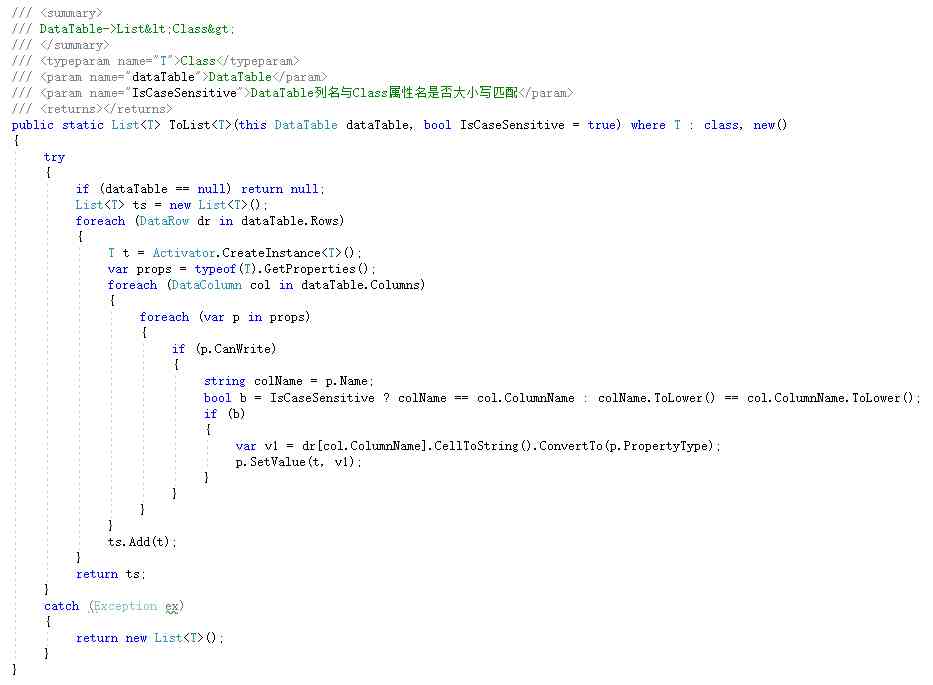 /// <summary>
/// DataTable->List&lt;Class&gt;
/// </summary>
/// <typeparam name="T">Class</typeparam>
/// <param name="dataTable">DataTable</param>
/// <param name="IsCaseSensitive">DataTable列名与Class属性名是否大小写匹配</param>
/// <returns></returns>
public static List<T> ToList<T>(this DataTable dataTable, bool IsCaseSensitive = true) where T : class, new()
{
    try
    {
        if (dataTable == null) return null;
        List<T> ts = new List<T>();
        foreach (DataRow dr in dataTable.Rows)
        {
            T t = Activator.CreateInstance<T>();
            var props = typeof(T).GetProperties();
            foreach (DataColumn col in dataTable.Columns)
            {
                foreach (var p in props)
                {
                    if (p.CanWrite)
                    {
                        string colName = p.Name;
                        bool b = IsCaseSensitive ? colName == col.ColumnName : colName.ToLower() == col.ColumnName.ToLower();
                        if (b)
                        {
                            var v1 = dr[col.ColumnName].CellToString().ConvertTo(p.PropertyType);
                            p.SetValue(t, v1);
                        }
                    }
                }
            }
            ts.Add(t);
        }
        return ts;
    }
    catch (Exception ex)
    {
        return new List<T>();
    }
}